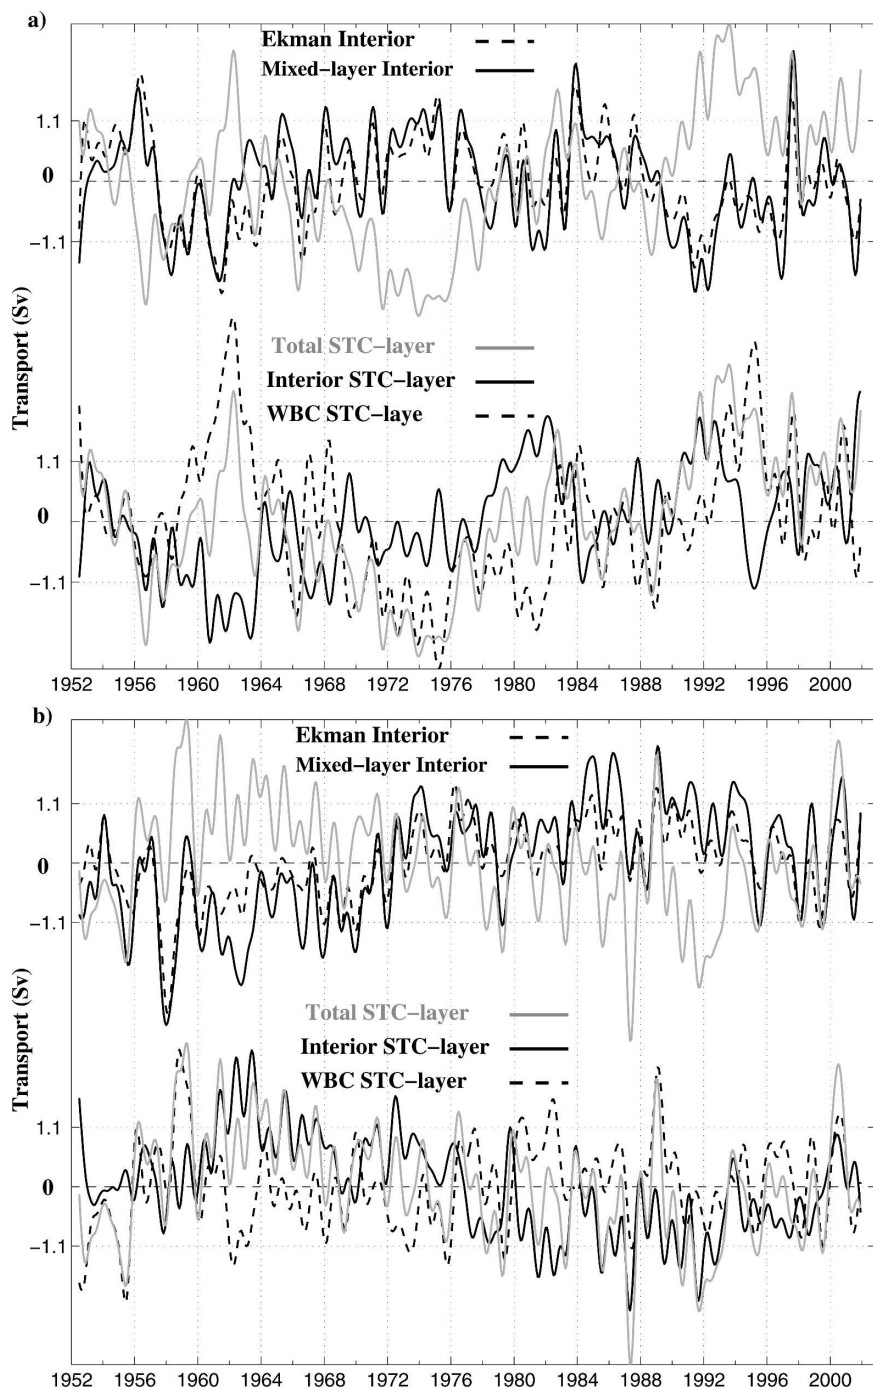 a)
Ekman Interior
Mixed−layer Interior
1.1
0
−1.1
Transport (Sv)
Total STC−layer
Interior STC−layer
WBC STC−laye
1.1
0
−1.1
1952 1956 1960 1964 1968 1972 1976 1980 1984 1988 1992 1996 2000
b)
Ekman Interior
Mixed−layer Interior
1.1
0
−1.1
Transport (Sv)
Total STC−layer
Interior STC−layer
WBC STC−layer
1.1
0
−1.1
1952 1956 1960 1964 1968 1972 1976 1980 1984 1988 1992 1996 2000